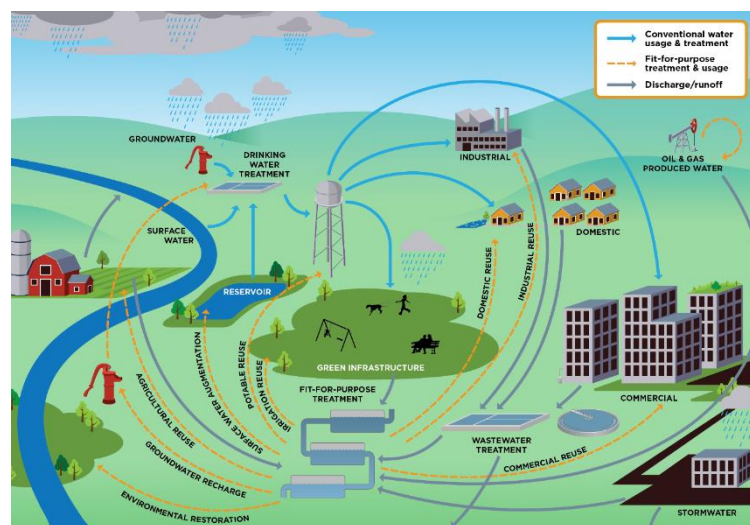 Conventional water
usage & treatment
Fit-for-purpose
treatment & usage
Discharge/runoff
GROUNDWATER
DRINKING
WATER
TREATMENT
INDUSTRIAL
OIL & GAS
PRODUCED WATER
SURFACE
WATER
DOMESTIC
RESERVOIR
DOMESTIC REUSE
INDUSTRIAL REUSE
GREEN INFRASTRUCTURE
FIT-FOR-PURPOSE
TREATMENT
COMMERCIAL
AGRICULTURAL REUSE
SURFACE WATER AUGMENTATION
POTABLE REUSE
IRRIGATION REUSE
WASTEWATER
TREATMENT
COMMERCIAL REUSE
GROUNDWATER RECHARGE
ENVIRONMENTAL RESTORATION
STORMWATER